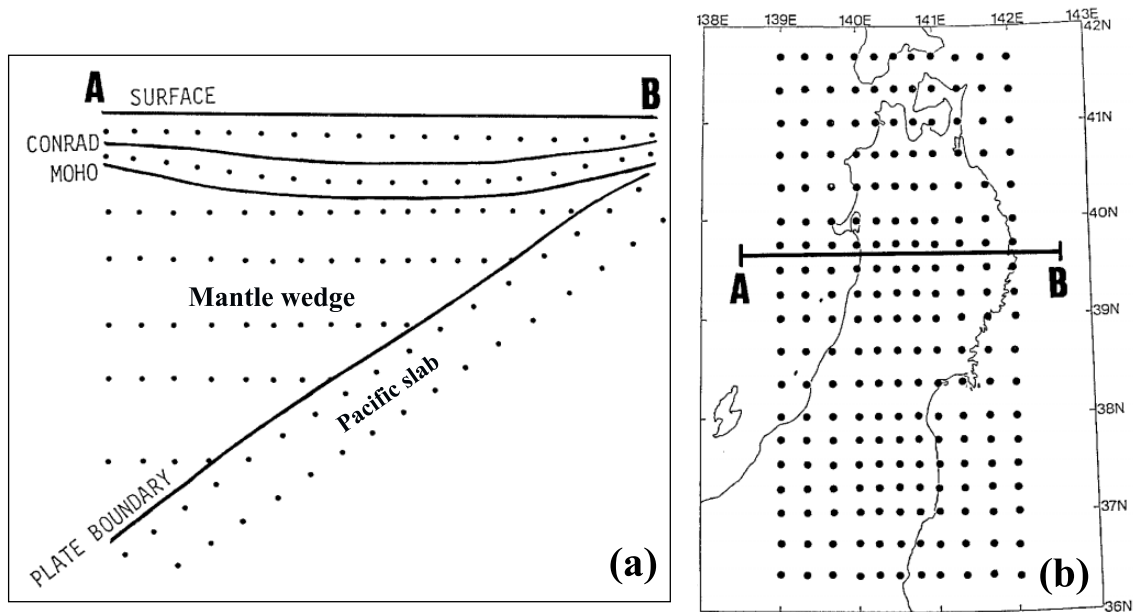 A
SURFACE
B
CONRAD
MOHO
Mantle wedge
Pacific slab
PLATE BOUNDARY
(a)
138E 139E 140E 141E 142E 143E
42N
41N
40N
A
B
39N
38N
37N
36N
(b)